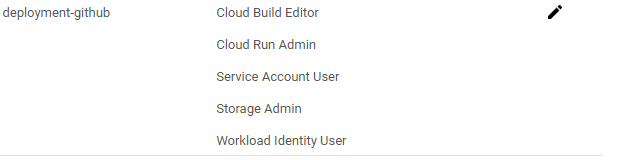 deployment-github Cloud Build Editor
Cloud Run Admin
Service Account User
Storage Admin
Workload Identity User